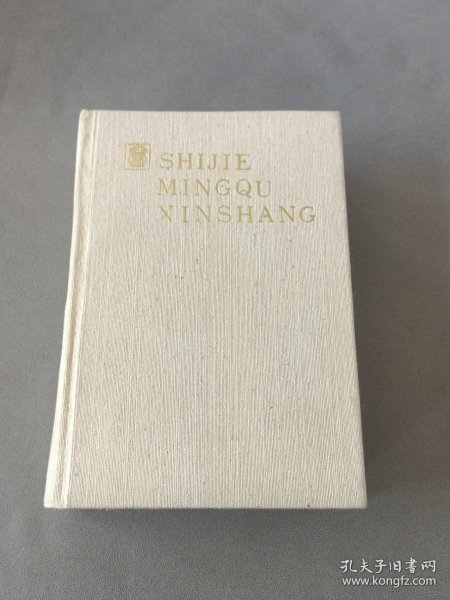 SHIJIE
MINGQU
XINSHANG
孔夫子旧书网
www.kongfz.com